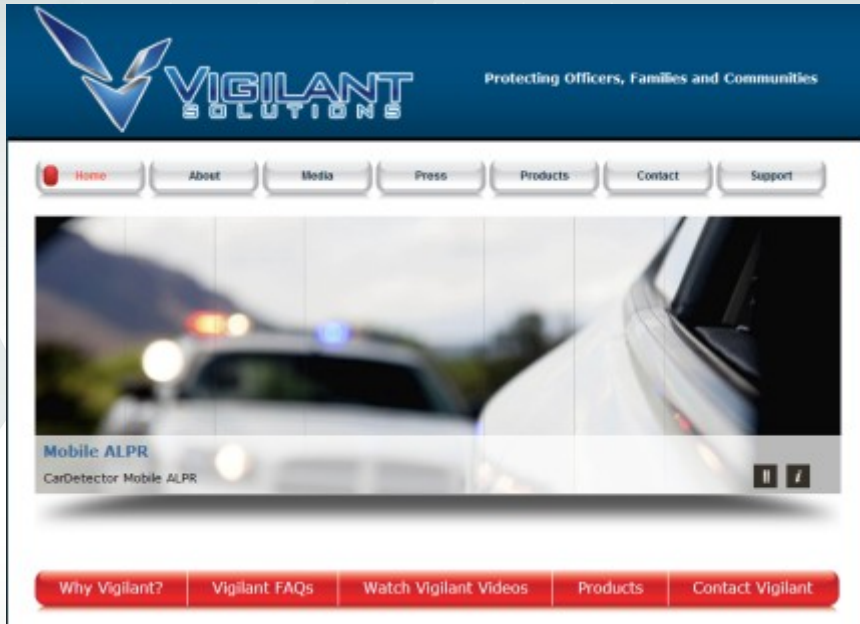 VIGILANT
SOLUTIONS
Protecting Officers, Families and Communities
Home About Media Press Products Contact Support
Mobile ALPR
CarDetector Mobile ALPR
Why Vigilant? Vigilant FAQs Watch Vigilant Videos Products Contact Vigilant